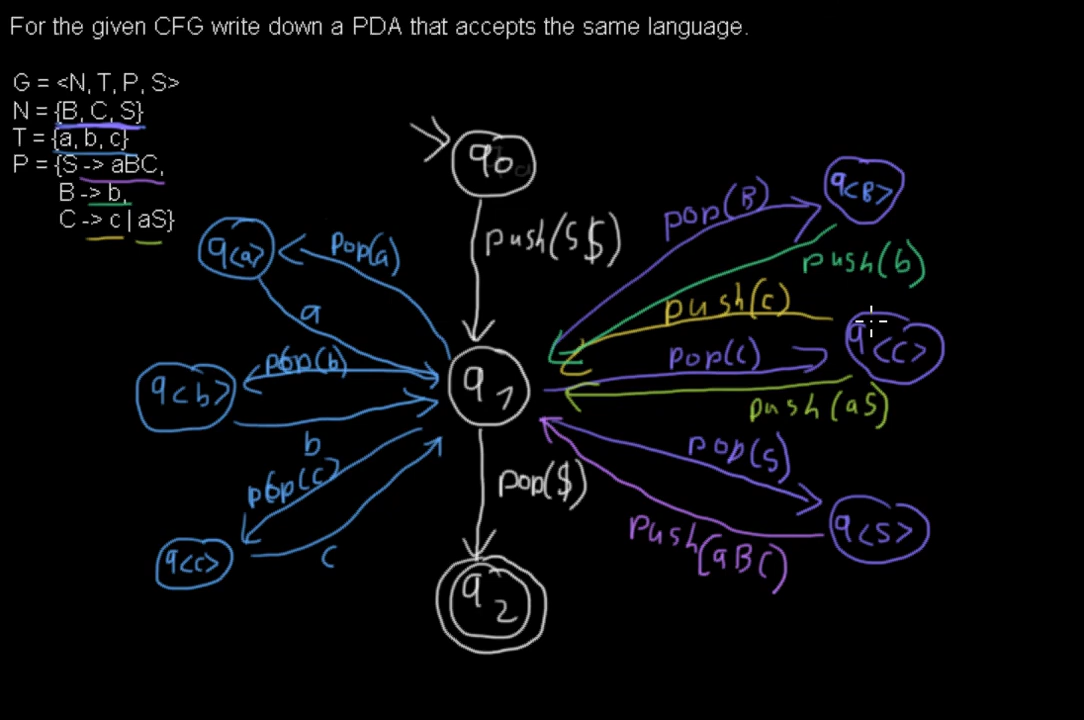 For the given CFG write down a PDA that accepts the same language.
G = <N, T, P, S>
N = {B, C, S}
T = {a, b, c}
P = {S -> aBC,
B -> b,
C -> c | aS}
q0
push(S$)
q<B>
pop(B)
push(b)
q<a>
pop(a)
a
push(c)
q<C>
pop(C)
push(aS)
q1
q<b>
pop(b)
b
pop(S)
q<S>
push(aBC)
pop(c)
q<c>
c
pop($)
q2